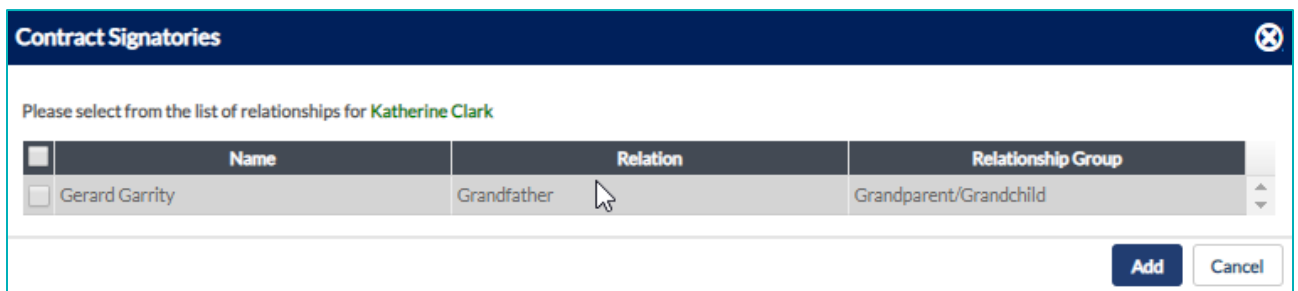 Contract Signatories
Please select from the list of relationships for Katherine Clark
Name Relation Relationship Group
Gerard Garrity Grandfather Grandparent/Grandchild
Add Cancel